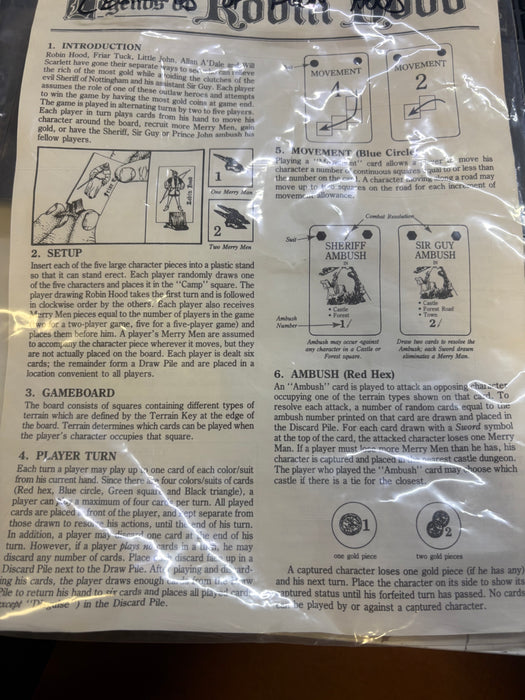 Legends of Robin Hood
1. INTRODUCTION
Robin Hood, Friar Tuck, Little John, Allan A'Dale and Will
Scarlett have gone their separate ways to see who can relieve
the rich of the most gold while avoiding the clutches of the
evil Sheriff of Nottingham and his assistant Sir Guy. Each player
assumes the role of one of these outlaw heroes and attempts
to win the game by having the most gold coins at game end.
The game is played in alternating turns by two to five players.
Each player in turn plays cards from his hand to move his
character around the board, recruit more Merry Men, gain
gold, or have the Sheriff, Sir Guy or Prince John ambush his
fellow players.
1
One Merry Man
2
Two Merry Men
Robin Hood
2. SETUP
Insert each of the five large character pieces into a plastic stand
so that it can stand erect. Each player randomly draws one
of the five characters and places it in the "Camp" square. The
player drawing Robin Hood takes the first turn and is followed
in clockwise order by the others. Each player also receives
Merry Men pieces equal to the number of players in the game
(two for a two-player game, five for a five-player game) and
places them before him. A player's Merry Men are assumed
to accompany the character piece wherever it moves, but they
are not actually placed on the board. Each player is dealt six
cards; the remainder form a Draw Pile and are placed in a
location convenient to all players.
3. GAMEBOARD
The board consists of squares containing different types of
terrain which are defined by the Terrain Key at the edge of
the board. Terrain determines which cards can be played when
the player's character occupies that square.
4. PLAYER TURN
Each turn a player may play up to one card of each color/suit
from his current hand. Since there are four colors/suits of cards
(Red hex, Blue circle, Green square and Black triangle), a
player can play a maximum of four cards per turn. All played
cards are placed in front of the player, and kept separate from
those drawn to resolve his actions, until the end of his turn.
In addition, a player may discard one card at the end of his
turn. However, if a player plays no cards in a turn, he may
discard any number of cards. Place the discard face up in a
Discard Pile next to the Draw Pile. After playing and discard-
ing his cards, the player draws enough cards from the Draw
Pile to return his hand to six cards and places all played cards
except "Disguise") in the Discard Pile.
MOVEMENT
MOVEMENT
2
5. MOVEMENT (Blue Circle)
Playing a "Movement" card allows a player to move his
character a number of continuous squares equal to or less than
the number on the card. A character moving along a road may
move up to two squares on the road for each increment of
movement allowance.
Combat Resolution
Suit
SHERIFF
AMBUSH
IN
• Castle
• Forest
1/
SIR GUY
AMBUSH
IN
• Castle
• Forest Road
• Town
2/
Ambush
Number
Ambush may occur against
any character in a Castle or
Forest square.
Draw two cards to resolve the
Ambush; each Sword drawn
eliminates a Merry Man.
6. AMBUSH (Red Hex)
An "Ambush" card is played to attack an opposing character
occupying one of the terrain types shown on that card. To
resolve each attack, a number of random cards equal to the
ambush number printed on that card are drawn and placed in
the Discard Pile. For each card drawn with a Sword symbol
at the top of the card, the attacked character loses one Merry
Man. If a player must lose more Merry Men than he has, his
character is captured and placed in the nearest castle dungeon.
The player who played the "Ambush" card may choose which
castle if there is a tie for the closest.
1
one gold piece
2
two gold pieces
A captured character loses one gold piece (if he has any)
and his next turn. Place the character on its side to show its
captured status until his forfeited turn has passed. No cards
can be played by or against a captured character.